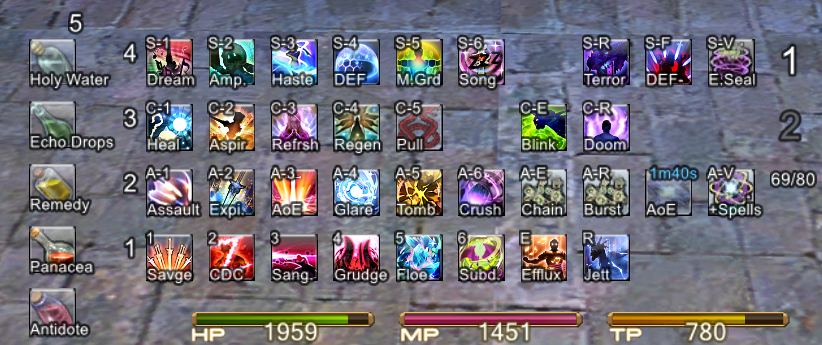 5
Holy Water 4 S-1 S-2 S-3 S-4 S-5 S-6 S-R S-F S-V 1
Dream Amp. Haste DEF M.Grd Song Terror DEF E.Seal
Echo Drops 3 C-1 C-2 C-3 C-4 C-5 C-E C-R 2
Heal Aspir Refrsh Regen Pull Blink Doom
Remedy 2 A-1 A-2 A-3 A-4 A-5 A-6 A-E A-R 1m40s A-V 69/80
Assault Expi. AoE Glare Tomb. Crush Chain Burst AoE +Spells
Panacea 1 1 2 3 4 5 6 E R
Savge CDC Sang. Grudge Floe Subd. Efflux Jett
Antidote
HP 1959 MP 1451 TP 780